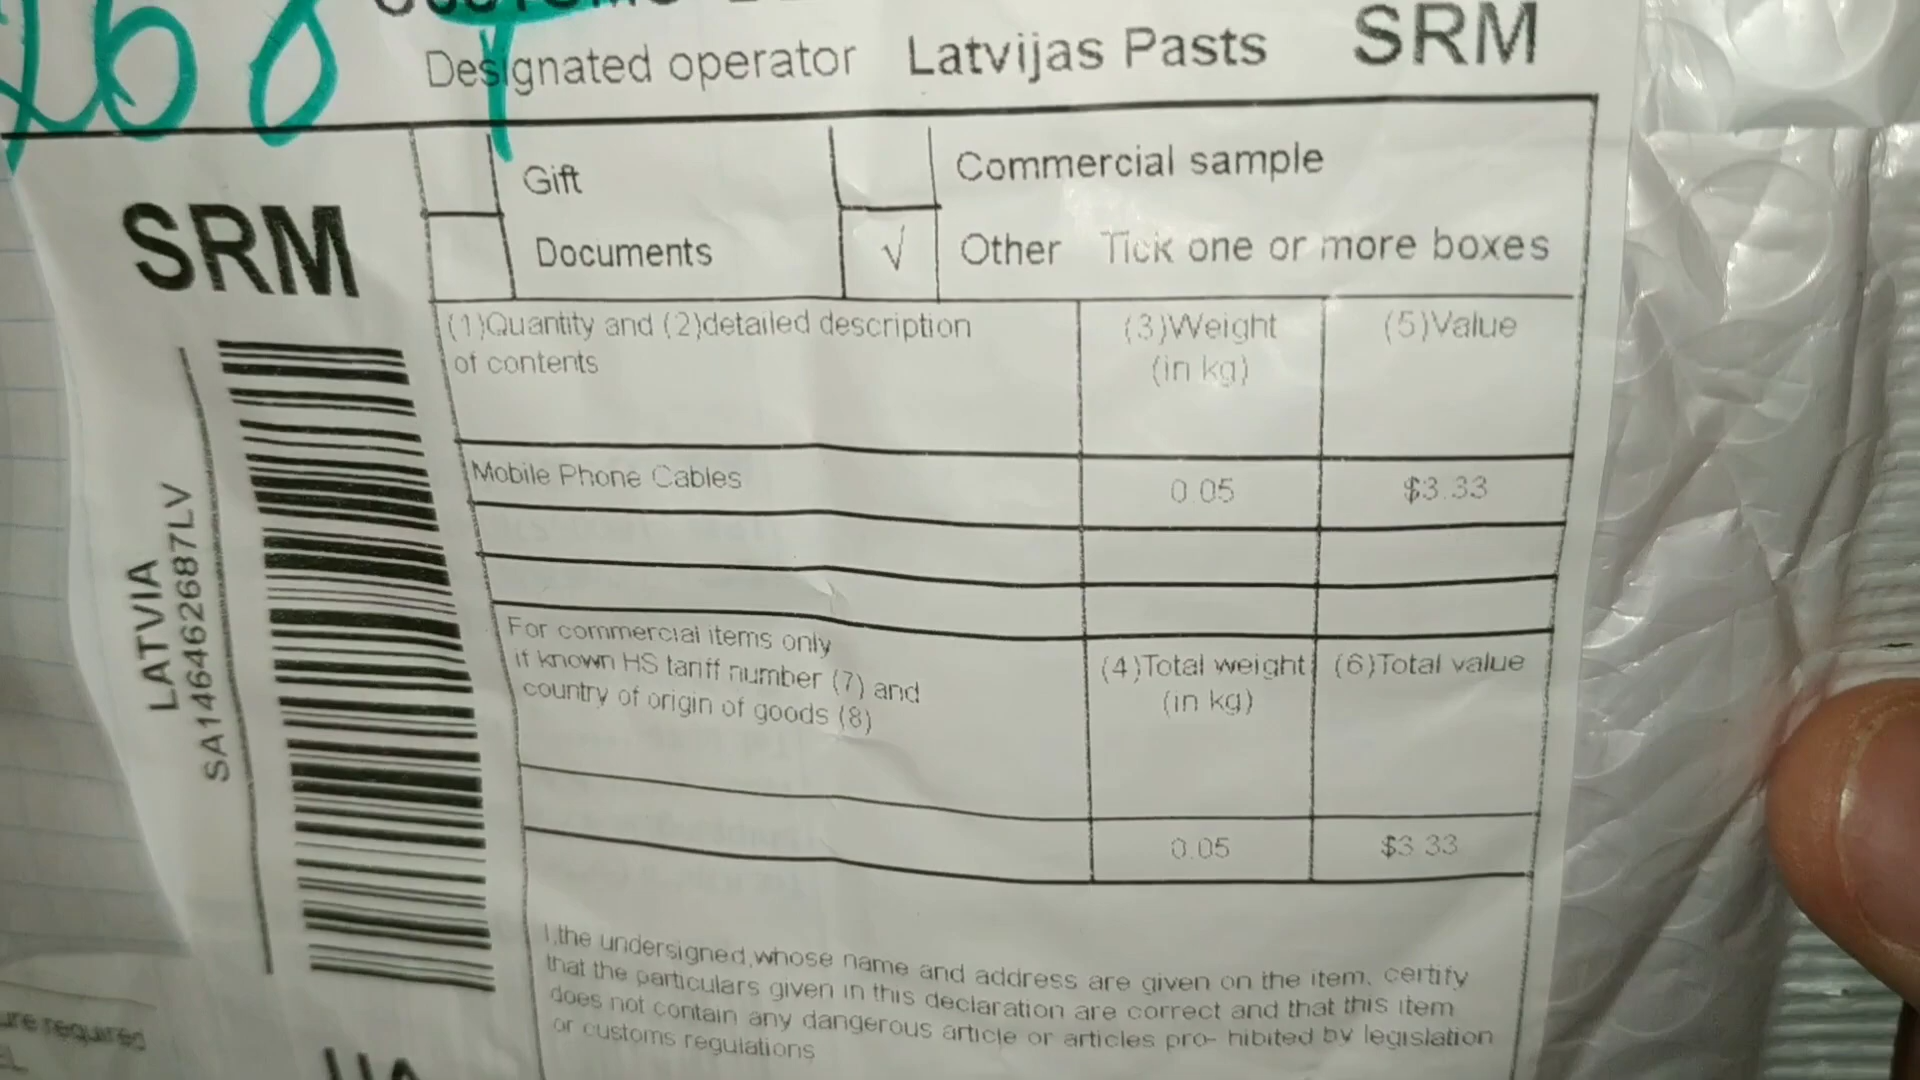 Designated operator Latvijas Pasts SRM
Gift
Commercial sample
SRM
Documents
√ Other Tick one or more boxes
(1)Quantity and (2)detailed description
of contents
(3)Weight
(in kg)
(5)Value
Mobile Phone Cables 0.05 $3.33
LATVIA
SA146462687LV
For commercial items only
if known HS tariff number (7) and
country of origin of goods (8)
(4)Total weight
(in kg)
(6)Total value
0.05 $3.33
I,the undersigned,whose name and address are given on the item, certify
that the particulars given in this declaration are correct and that this item
does not contain any dangerous article or articles pro- hibited by legislation
or customs regulations
required